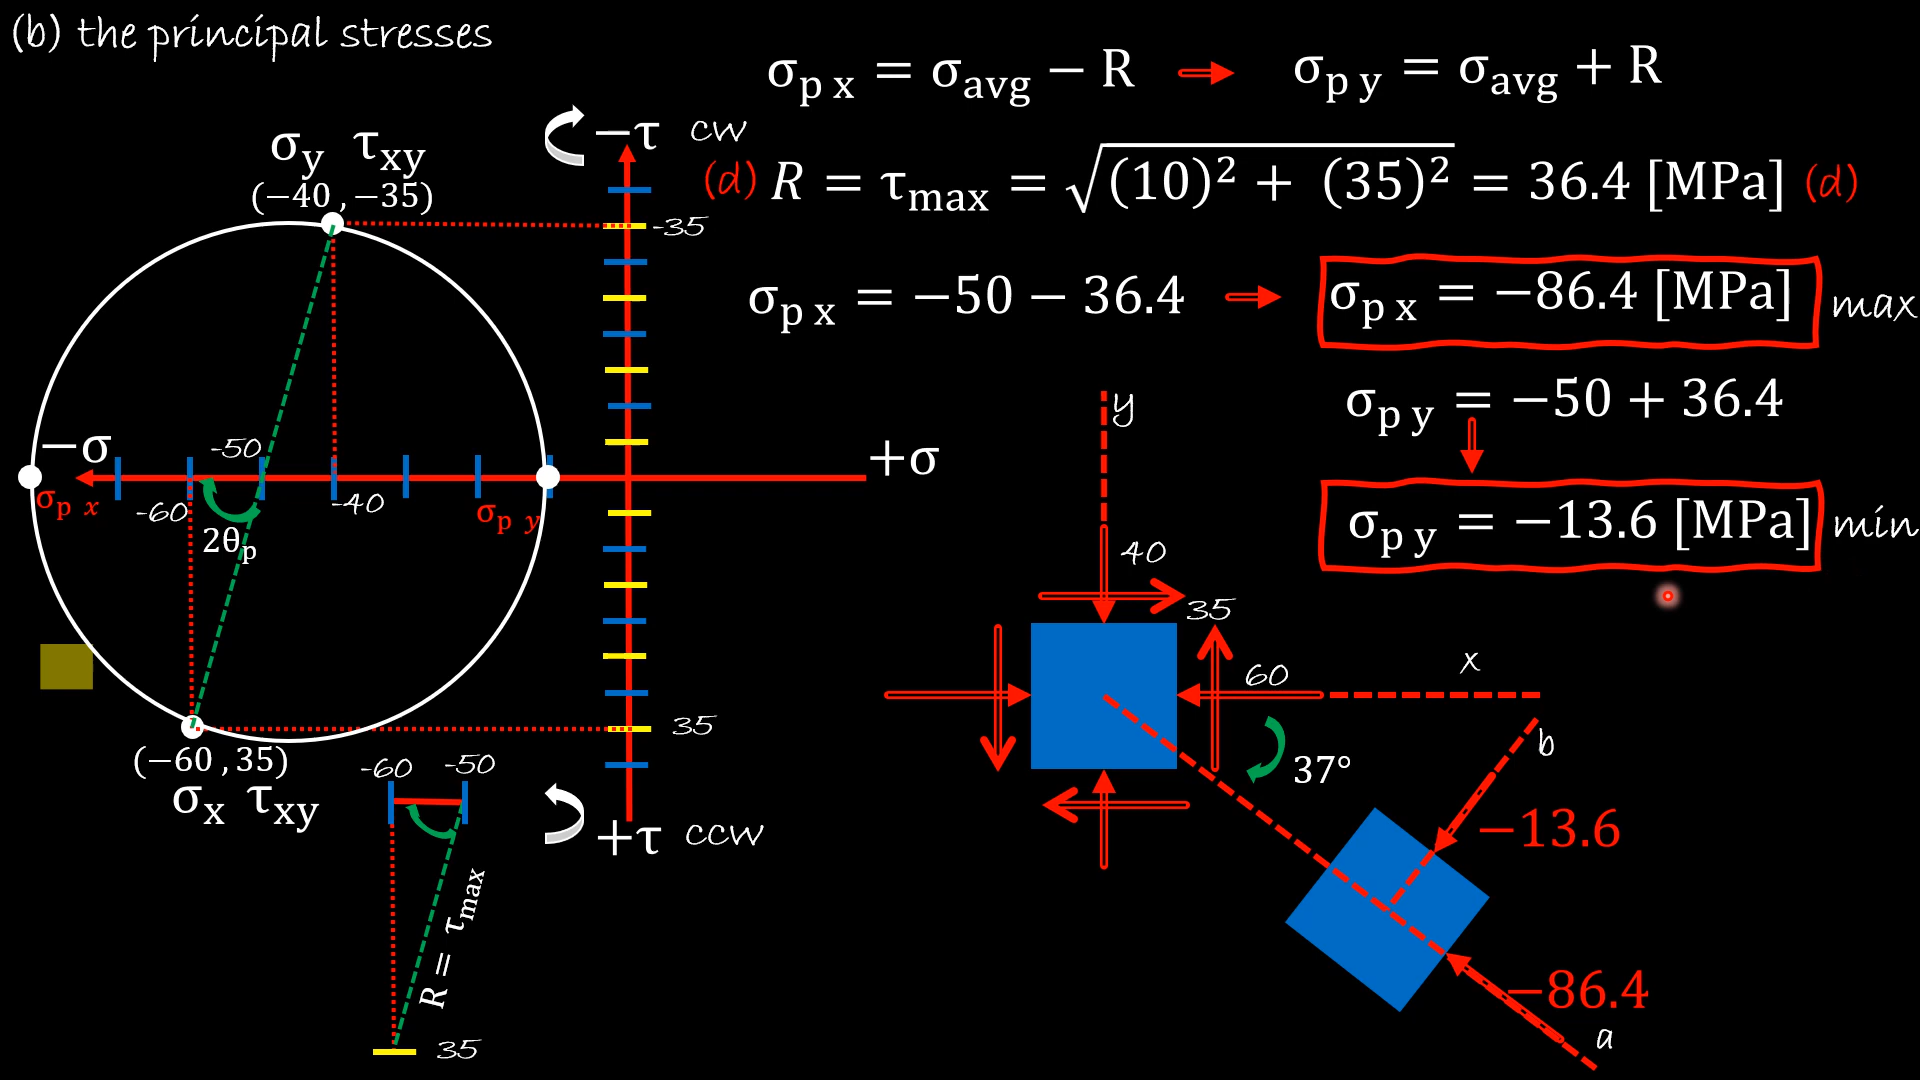 (b) the principal stresses
σp x = σavg − R → σp y = σavg + R
−τ cw
σy τxy
(−40 , −35)
(d) R = τmax = √(10)² + (35)² = 36.4 [MPa] (d)
-35
σp x = −50 − 36.4 → σp x = −86.4 [MPa] max
σp y = −50 + 36.4
σp y = −13.6 [MPa] min
−σ
-50
+σ
σp x
-60
-40
σp y
2θp
y
40
35
60
x
(−60 , 35)
σx τxy
35
+τ ccw
-60
-50
R = τmax
35
37°
b
−13.6
−86.4
a